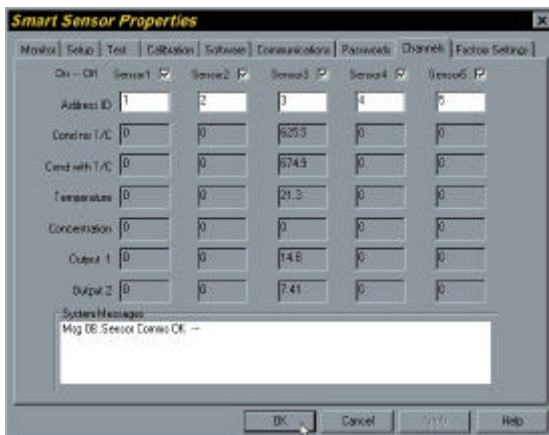 Smart Sensor Properties
Monitor Setup Test Calibration Software Communications Passwords Channels Factory Settings
On -- Off Sensor1 Sensor2 Sensor3 Sensor4 Sensor5
Address ID 1 2 3 4 5
Cond no T/C 0 0 625.5 0 0
Cond with T/C 0 0 674.9 0 0
Temperature 0 0 21.3 0 0
Concentration 0 0 0 0 0
Output 1 0 0 14.8 0 0
Output 2 0 0 7.41 0 0
System Messages
Msg 08: Sensor Comms OK ---
OK Cancel Apply Help